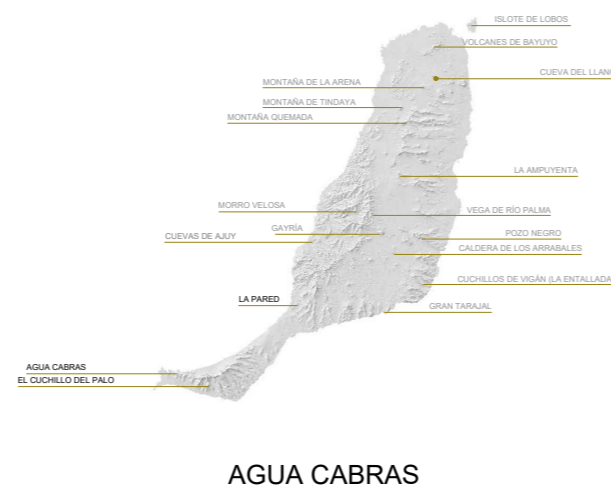 ISLOTE DE LOBOS
VOLCANES DE BAYUYO
CUEVA DEL LLANO
MONTAÑA DE LA ARENA
MONTAÑA DE TINDAYA
MONTAÑA QUEMADA
LA AMPUYENTA
MORRO VELOSA
VEGA DE RÍO PALMA
GAYRÍA
POZO NEGRO
CUEVAS DE AJUY
CALDERA DE LOS ARRABALES
CUCHILLOS DE VIGÁN (LA ENTALLADA
LA PARED
GRAN TARAJAL
AGUA CABRAS
EL CUCHILLO DEL PALO
AGUA CABRAS